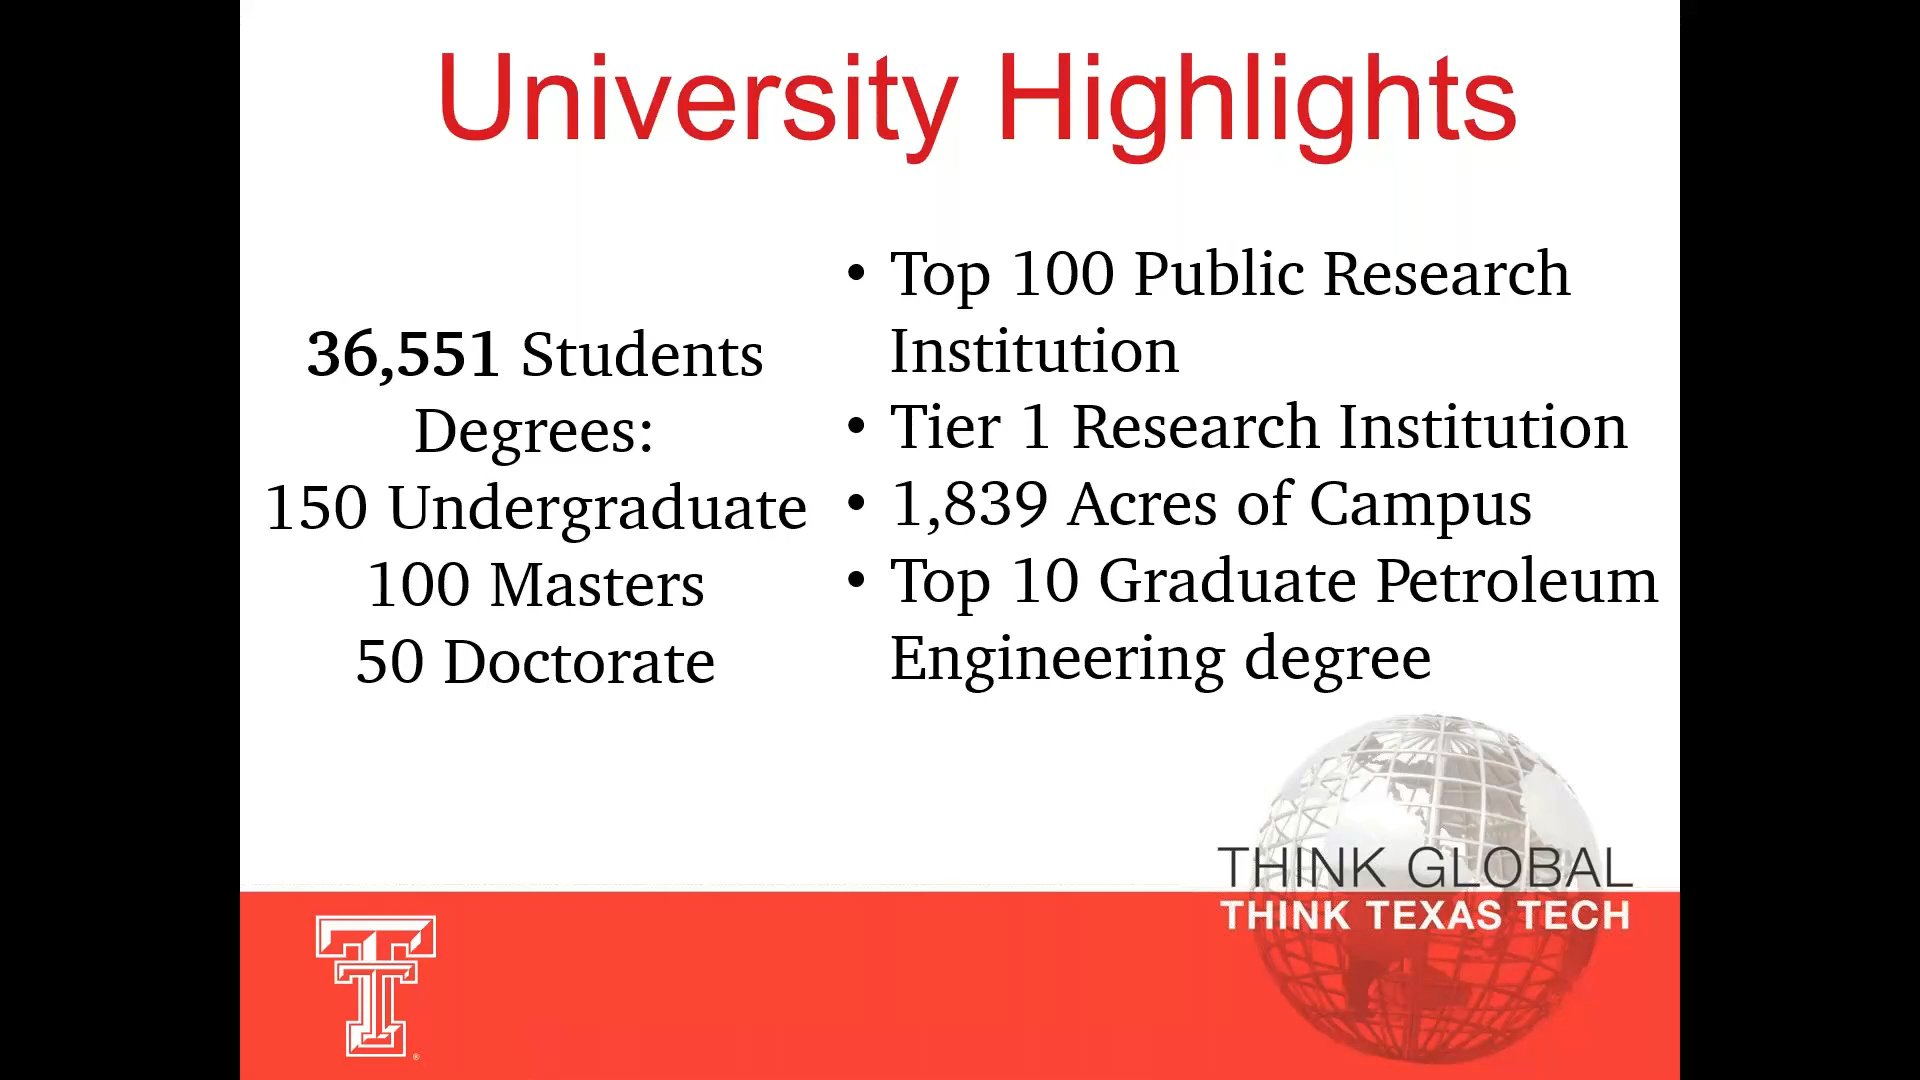 University Highlights
36,551 Students
Degrees:
150 Undergraduate
100 Masters
50 Doctorate
• Top 100 Public Research
Institution
• Tier 1 Research Institution
• 1,839 Acres of Campus
• Top 10 Graduate Petroleum
Engineering degree
THINK GLOBAL
THINK TEXAS TECH
T
T
®